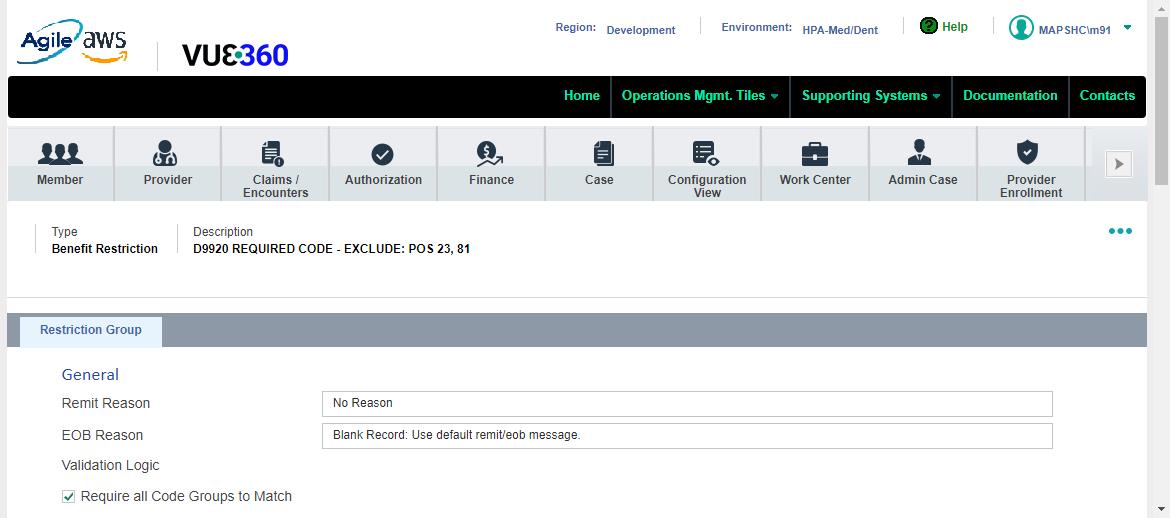 Agile aws
VUE360
Region: Development
Environment: HPA-Med/Dent
? Help
MAPSHC\m91
Home
Operations Mgmt. Tiles
Supporting Systems
Documentation
Contacts
Member
Provider
Claims /
Encounters
Authorization
Finance
Case
Configuration
View
Work Center
Admin Case
Provider
Enrollment
Type
Benefit Restriction
Description
D9920 REQUIRED CODE - EXCLUDE: POS 23, 81
Restriction Group
General
Remit Reason
No Reason
EOB Reason
Blank Record: Use default remit/eob message.
Validation Logic
Require all Code Groups to Match